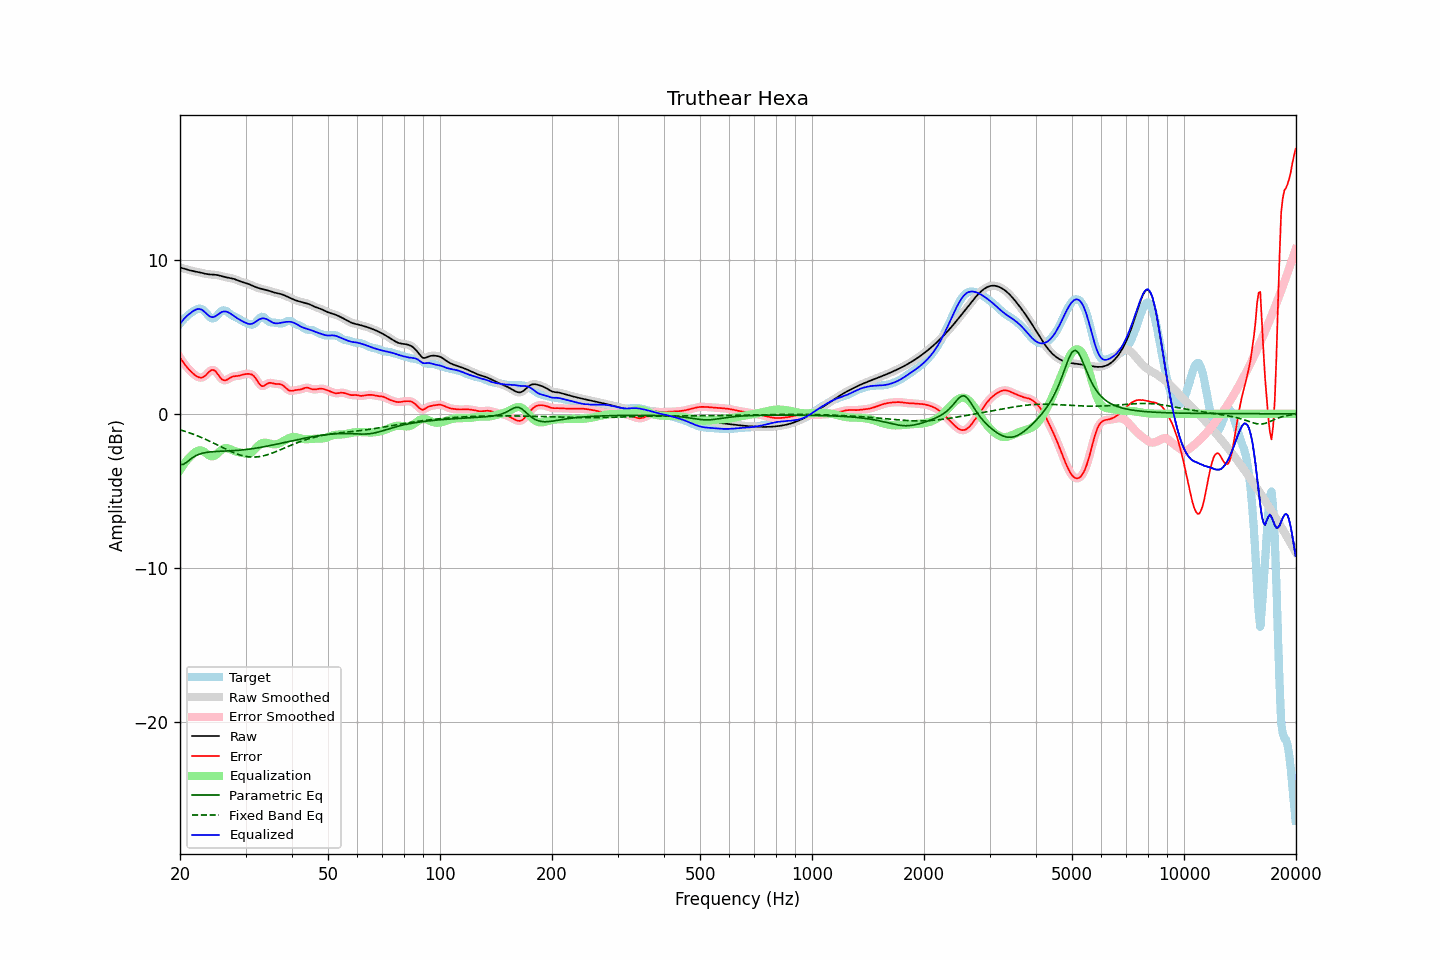 Truthear Hexa
Amplitude (dBr)
10
0
−10
−20
Target
Raw Smoothed
Error Smoothed
Raw
Error
Equalization
Parametric Eq
Fixed Band Eq
Equalized
20 50 100 200 500 1000 2000 5000 10000 20000
Frequency (Hz)